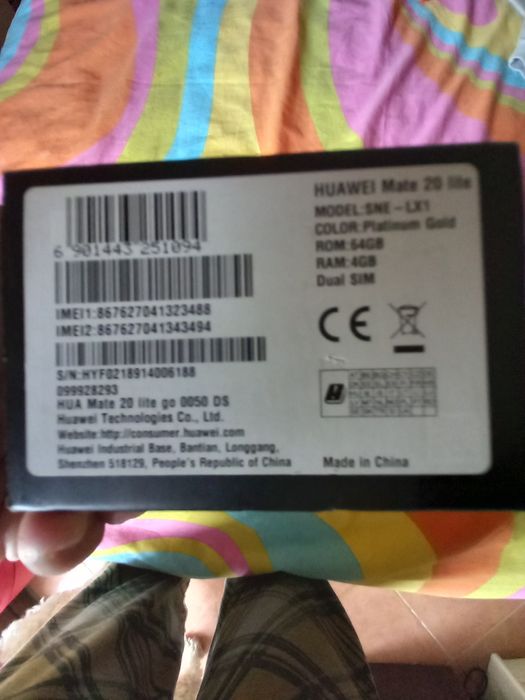 6 901443 251094
IMEI1:867627041323488
IMEI2:867627041343494
S/N:HYF0218914006188
099928293
HUA Mate 20 lite go 0050 DS
Huawei Technologies Co., Ltd.
Website:http://consumer.huawei.com
Huawei Industrial Base, Bantian, Longgang,
Shenzhen 518129, People's Republic of China
HUAWEI Mate 20 lite
MODEL:SNE-LX1
COLOR:Platinum Gold
ROM:64GB
RAM:4GB
Dual SIM
CE
Made in China